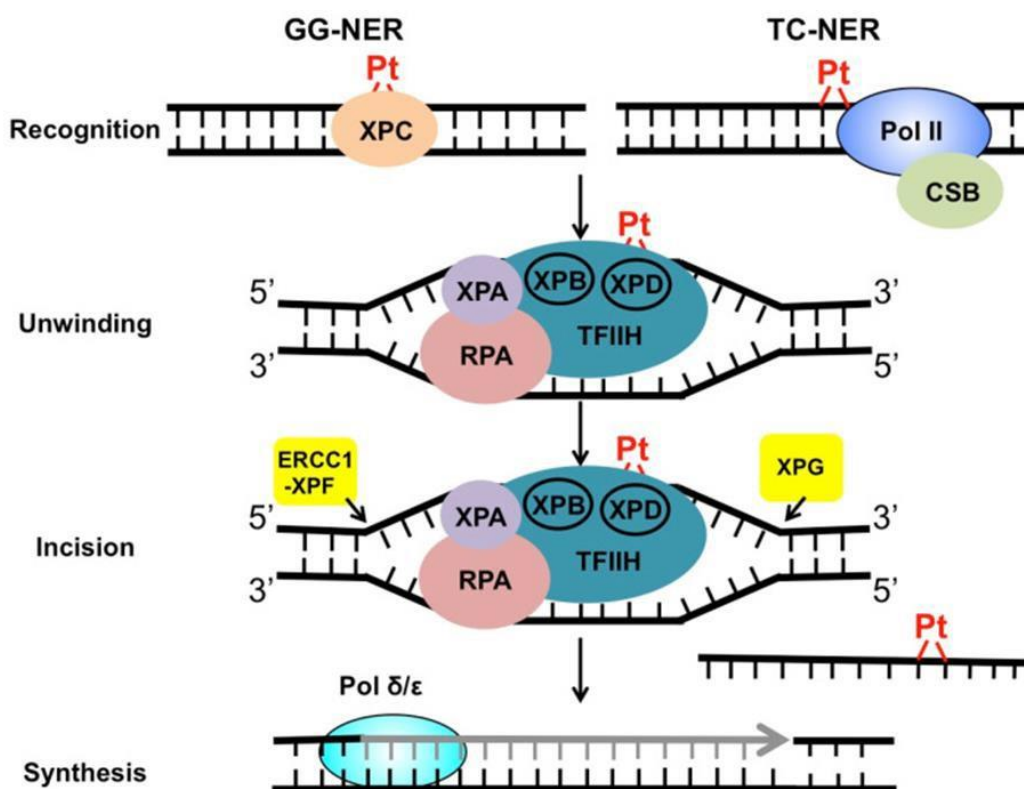 GG-NER
TC-NER
Pt
Pt
Recognition
XPC
Pol II
CSB
Pt
5’
XPA
XPB
XPD
3’
Unwinding
TFIIH
3’
RPA
5’
ERCC1
-XPF
Pt
XPG
5’
XPA
XPB
XPD
3’
Incision
TFIIH
3’
RPA
5’
Pt
Pol δ/ε
Synthesis